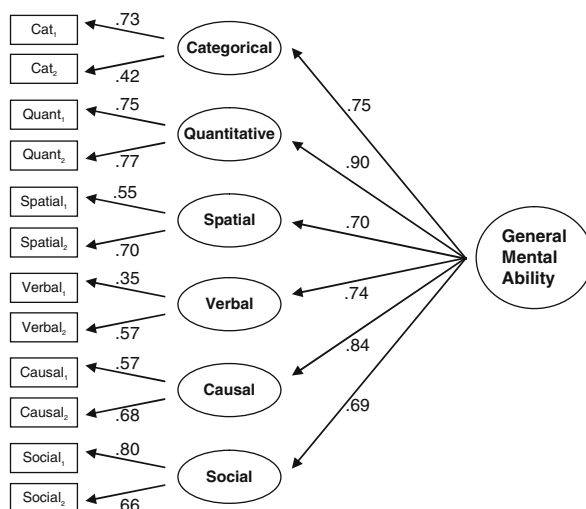 Cat₁
.73
Categorical
Cat₂
.42
.75
Quant₁
.75
Quantitative
Quant₂
.77
.90
Spatial₁
.55
Spatial
Spatial₂
.70
.70
General
Mental
Ability
Verbal₁
.35
Verbal
Verbal₂
.57
.74
Causal₁
.57
Causal
Causal₂
.68
.84
Social₁
.80
Social
Social₂
.66
.69